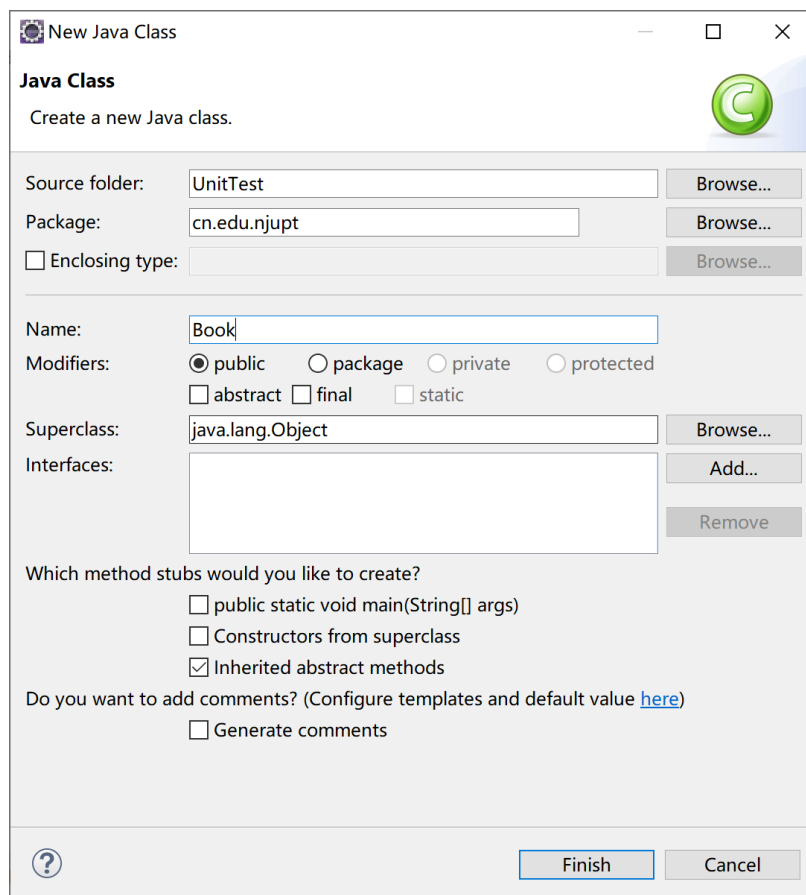 New Java Class
Java Class
Create a new Java class.
Source folder: UnitTest Browse...
Package: cn.edu.njupt Browse...
Enclosing type: Browse...
Name: Book
Modifiers: public package private protected
abstract final static
Superclass: java.lang.Object Browse...
Interfaces: Add...
Remove
Which method stubs would you like to create?
public static void main(String[] args)
Constructors from superclass
Inherited abstract methods
Do you want to add comments? (Configure templates and default value here)
Generate comments
? Finish Cancel